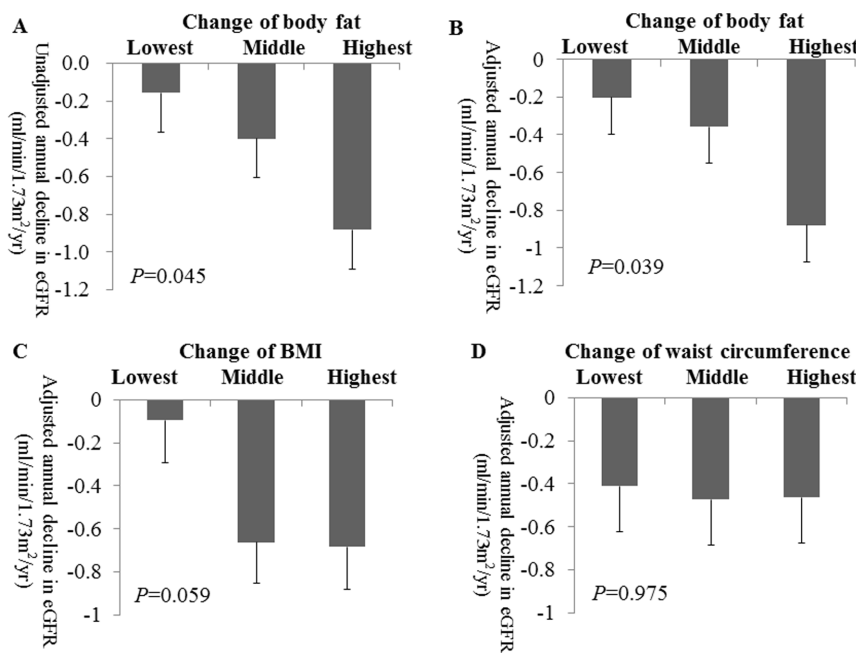 A
Change of body fat
Lowest Middle Highest
Unadjusted annual decline in eGFR
(ml/min/1.73m²/yr)
0.0
-0.2
-0.4
-0.6
-0.8
-1.0
-1.2
P=0.045
B
Change of body fat
Lowest Middle Highest
Adjusted annual decline in eGFR
(ml/min/1.73m²/yr)
0
-0.2
-0.4
-0.6
-0.8
-1
-1.2
P=0.039
C
Change of BMI
Lowest Middle Highest
Adjusted annual decline in eGFR
(ml/min/1.73m²/yr)
0
-0.2
-0.4
-0.6
-0.8
-1
P=0.059
D
Change of waist circumference
Lowest Middle Highest
Adjusted annual decline in eGFR
(ml/min/1.73m²/yr)
0
-0.2
-0.4
-0.6
-0.8
-1
P=0.975